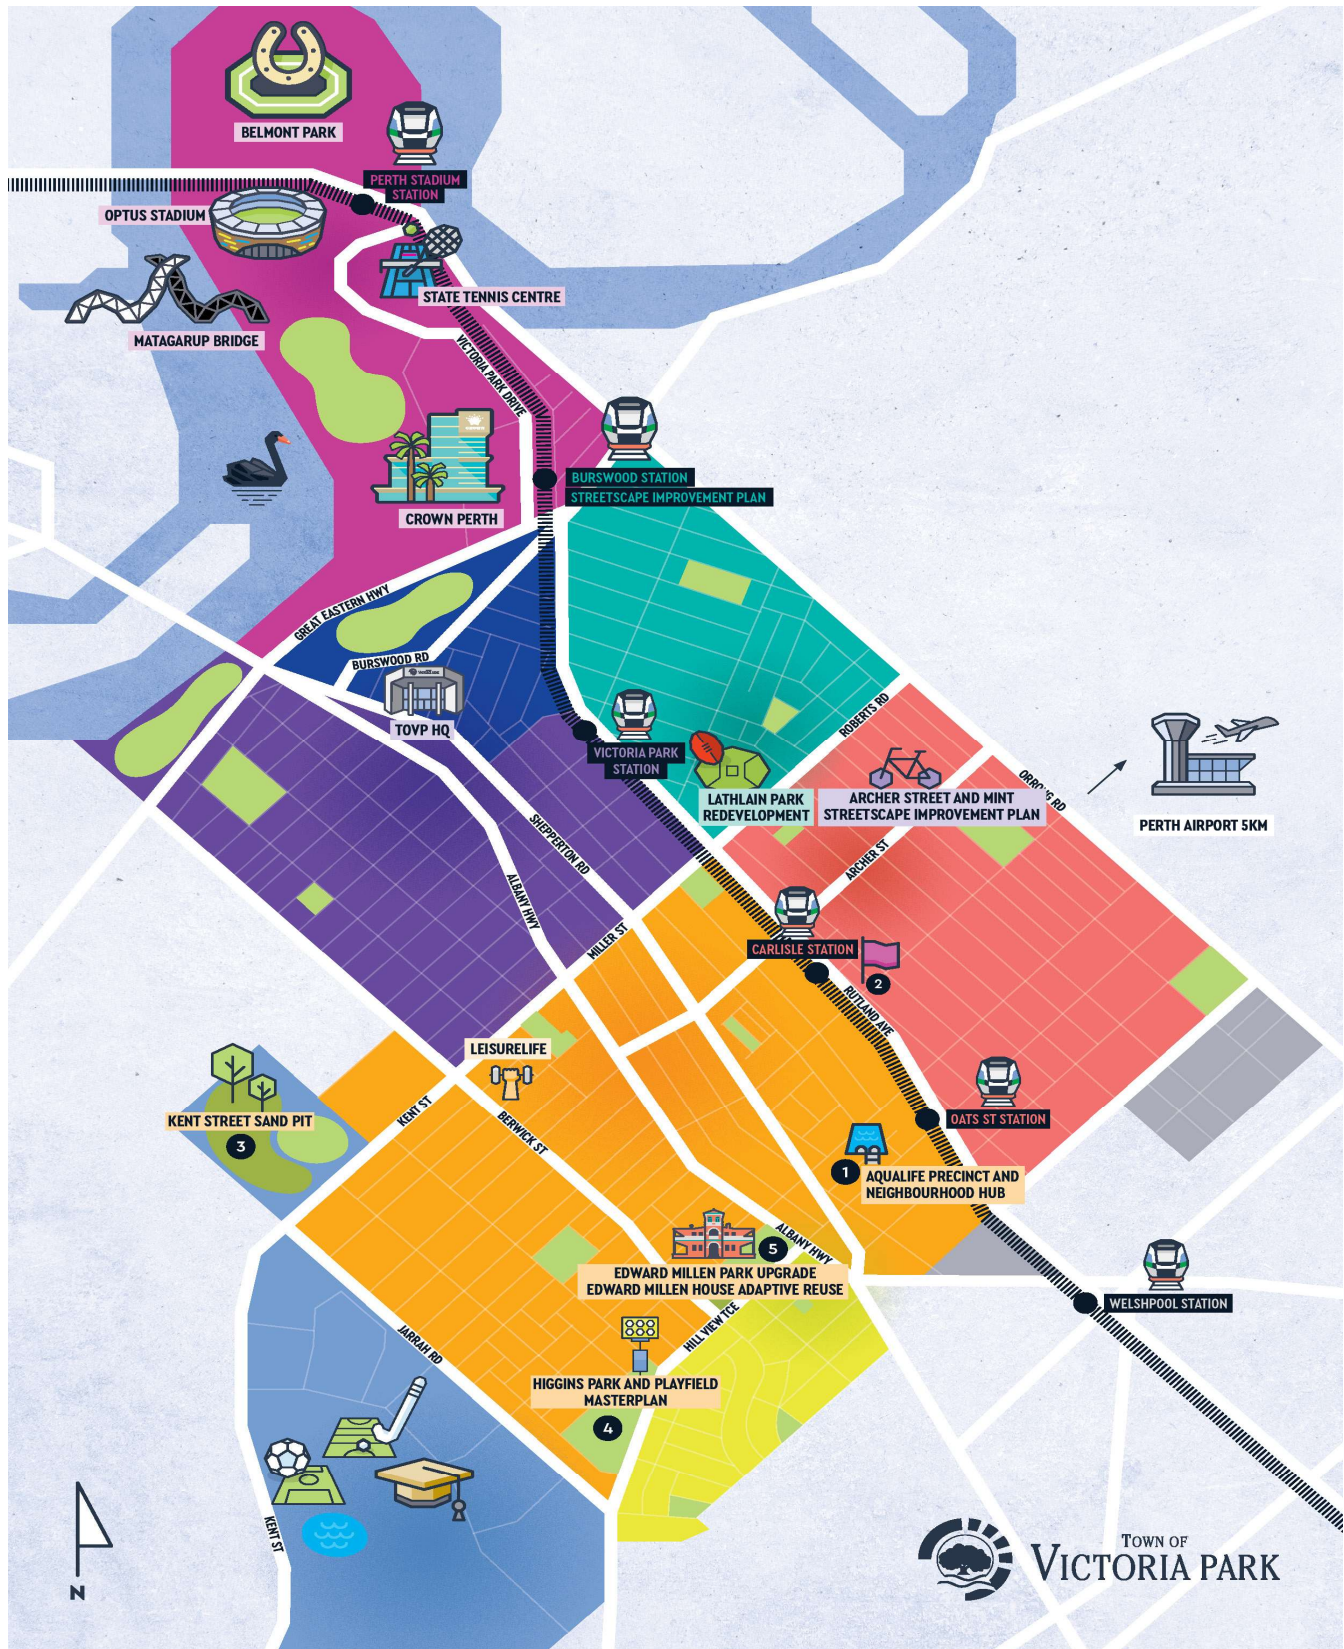 BELMONT PARK
PERTH STADIUM
STATION
OPTUS STADIUM
STATE TENNIS CENTRE
MATAGARUP BRIDGE
VICTORIA PARK DRIVE
BURSWOOD STATION
STREETSCAPE IMPROVEMENT PLAN
CROWN PERTH
GREAT EASTERN HWY
BURSWOOD RD
TOVP HQ
ROBERTS RD
VICTORIA PARK
STATION
LATHLAIN PARK
REDEVELOPMENT
ARCHER STREET AND MINT
STREETSCAPE IMPROVEMENT PLAN
ORRONG RD
PERTH AIRPORT 5KM
SHEPPERTON RD
ARCHER ST
ALBANY HWY
MILLER ST
CARLISLE STATION
2
RUTLAND AVE
LEISURELIFE
KENT ST
BERWICK ST
KENT STREET SAND PIT
3
OATS ST STATION
1
AQUALIFE PRECINCT AND
NEIGHBOURHOOD HUB
ALBANY HWY
5
EDWARD MILLEN PARK UPGRADE
EDWARD MILLEN HOUSE ADAPTIVE REUSE
WELSHPOOL STATION
HILL VIEW TCE
JARRAH RD
HIGGINS PARK AND PLAYFIELD
MASTERPLAN
4
KENT ST
N
TOWN OF
VICTORIA PARK